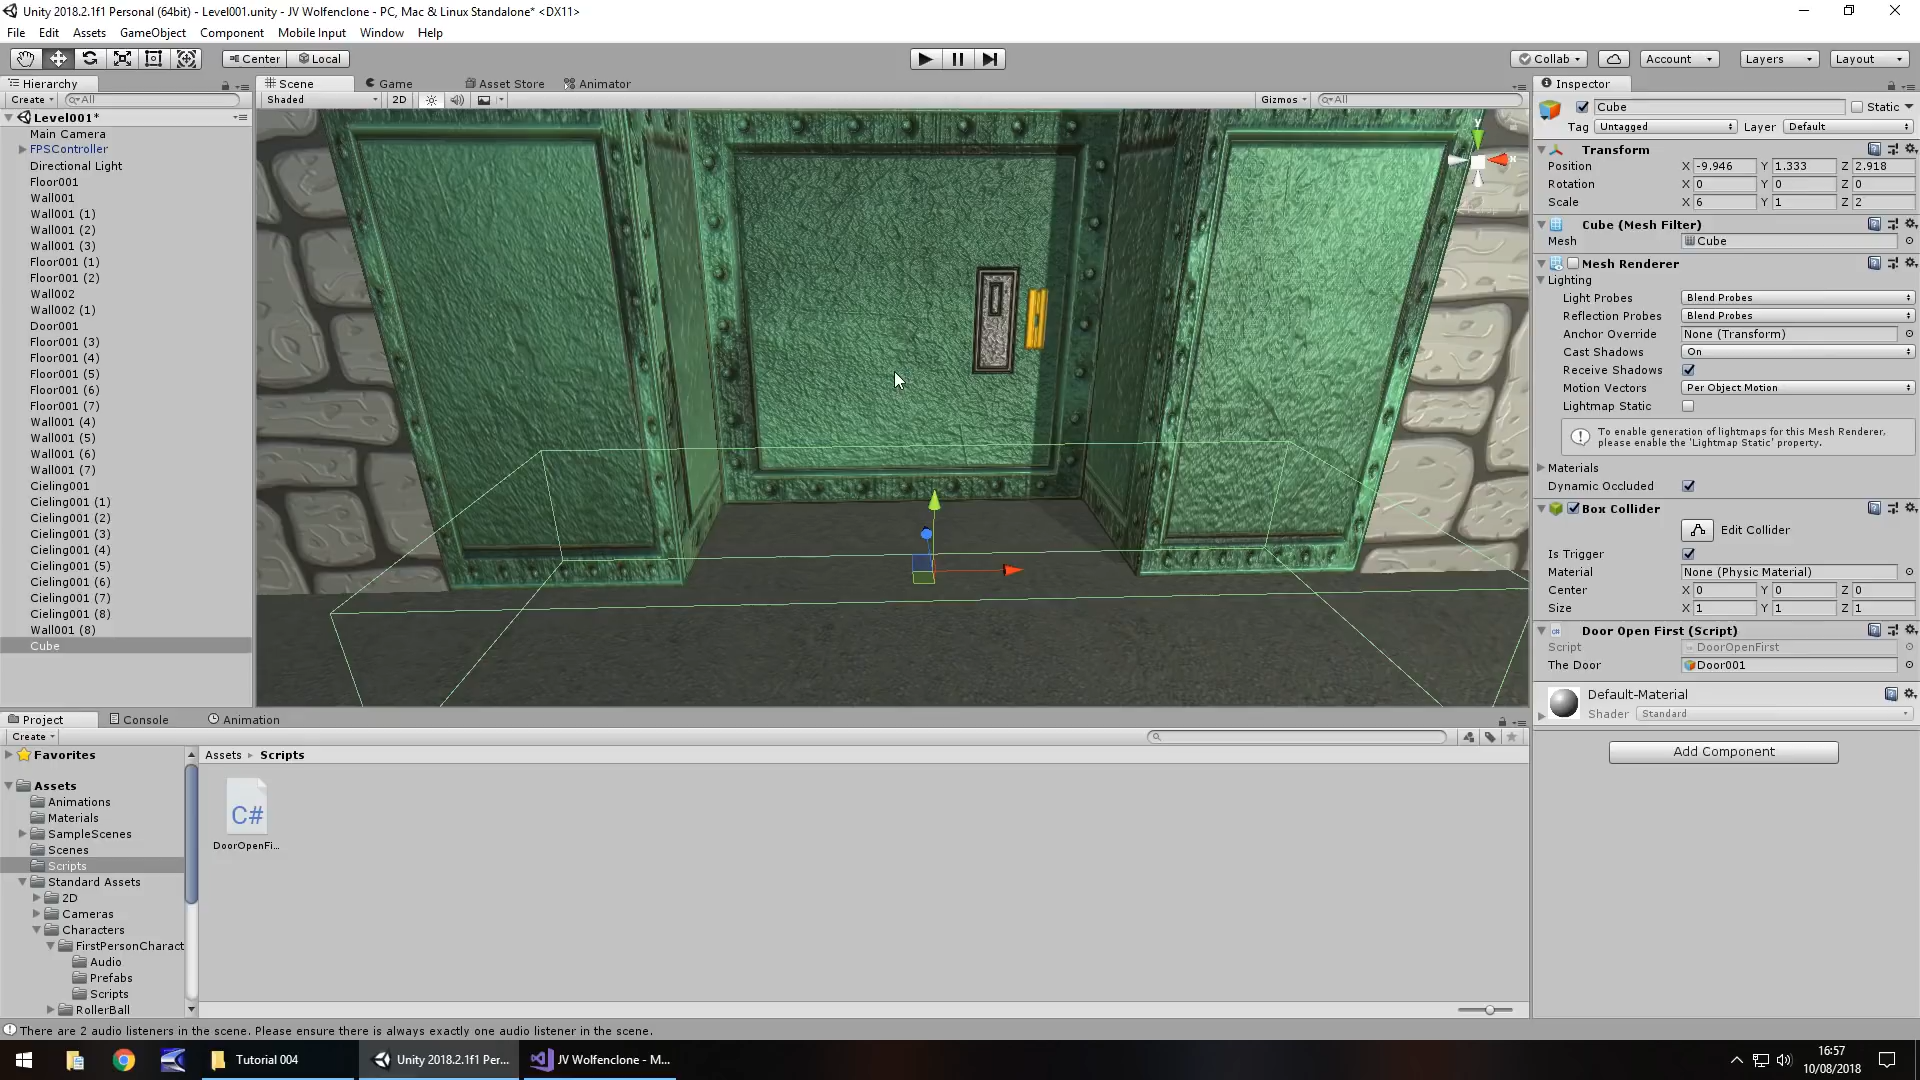 Unity 2018.2.1f1 Personal (64bit) - Level001.unity - JV Wolfenclone - PC, Mac & Linux Standalone* <DX11>
File Edit Assets GameObject Component Mobile Input Window Help
Center Local Collab Account Layers Layout
Hierarchy Scene Game Asset Store Animator Inspector
Create All Shaded 2D Gizmos All
Level001*
Main Camera
FPSController
Directional Light
Floor001
Wall001
Wall001 (1)
Wall001 (2)
Wall001 (3)
Floor001 (1)
Floor001 (2)
Wall002
Wall002 (1)
Door001
Floor001 (3)
Floor001 (4)
Floor001 (5)
Floor001 (6)
Floor001 (7)
Wall001 (4)
Wall001 (5)
Wall001 (6)
Wall001 (7)
Cieling001
Cieling001 (1)
Cieling001 (2)
Cieling001 (3)
Cieling001 (4)
Cieling001 (5)
Cieling001 (6)
Cieling001 (7)
Cieling001 (8)
Wall001 (8)
Cube
y
x
Cube Static
Tag Untagged Layer Default
Transform
Position X -9.946 Y 1.333 Z 2.918
Rotation X 0 Y 0 Z 0
Scale X 6 Y 1 Z 2
Cube (Mesh Filter)
Mesh Cube
Mesh Renderer
Lighting
Light Probes Blend Probes
Reflection Probes Blend Probes
Anchor Override None (Transform)
Cast Shadows On
Receive Shadows
Motion Vectors Per Object Motion
Lightmap Static
To enable generation of lightmaps for this Mesh Renderer,
please enable the 'Lightmap Static' property.
Materials
Dynamic Occluded
Box Collider
Edit Collider
Is Trigger
Material None (Physic Material)
Center X 0 Y 0 Z 0
Size X 1 Y 1 Z 1
Door Open First (Script)
Script DoorOpenFirst
The Door Door001
Default-Material
Shader Standard
Add Component
Project Console Animation
Create
Favorites
Assets
Animations
Materials
SampleScenes
Scenes
Scripts
Standard Assets
2D
Cameras
Characters
FirstPersonCharact
Audio
Prefabs
Scripts
RollerBall
Assets Scripts
C#
DoorOpenFi...
There are 2 audio listeners in the scene. Please ensure there is always exactly one audio listener in the scene.
Tutorial 004 Unity 2018.2.1f1 Per... JV Wolfenclone - M...
16:57
10/08/2018